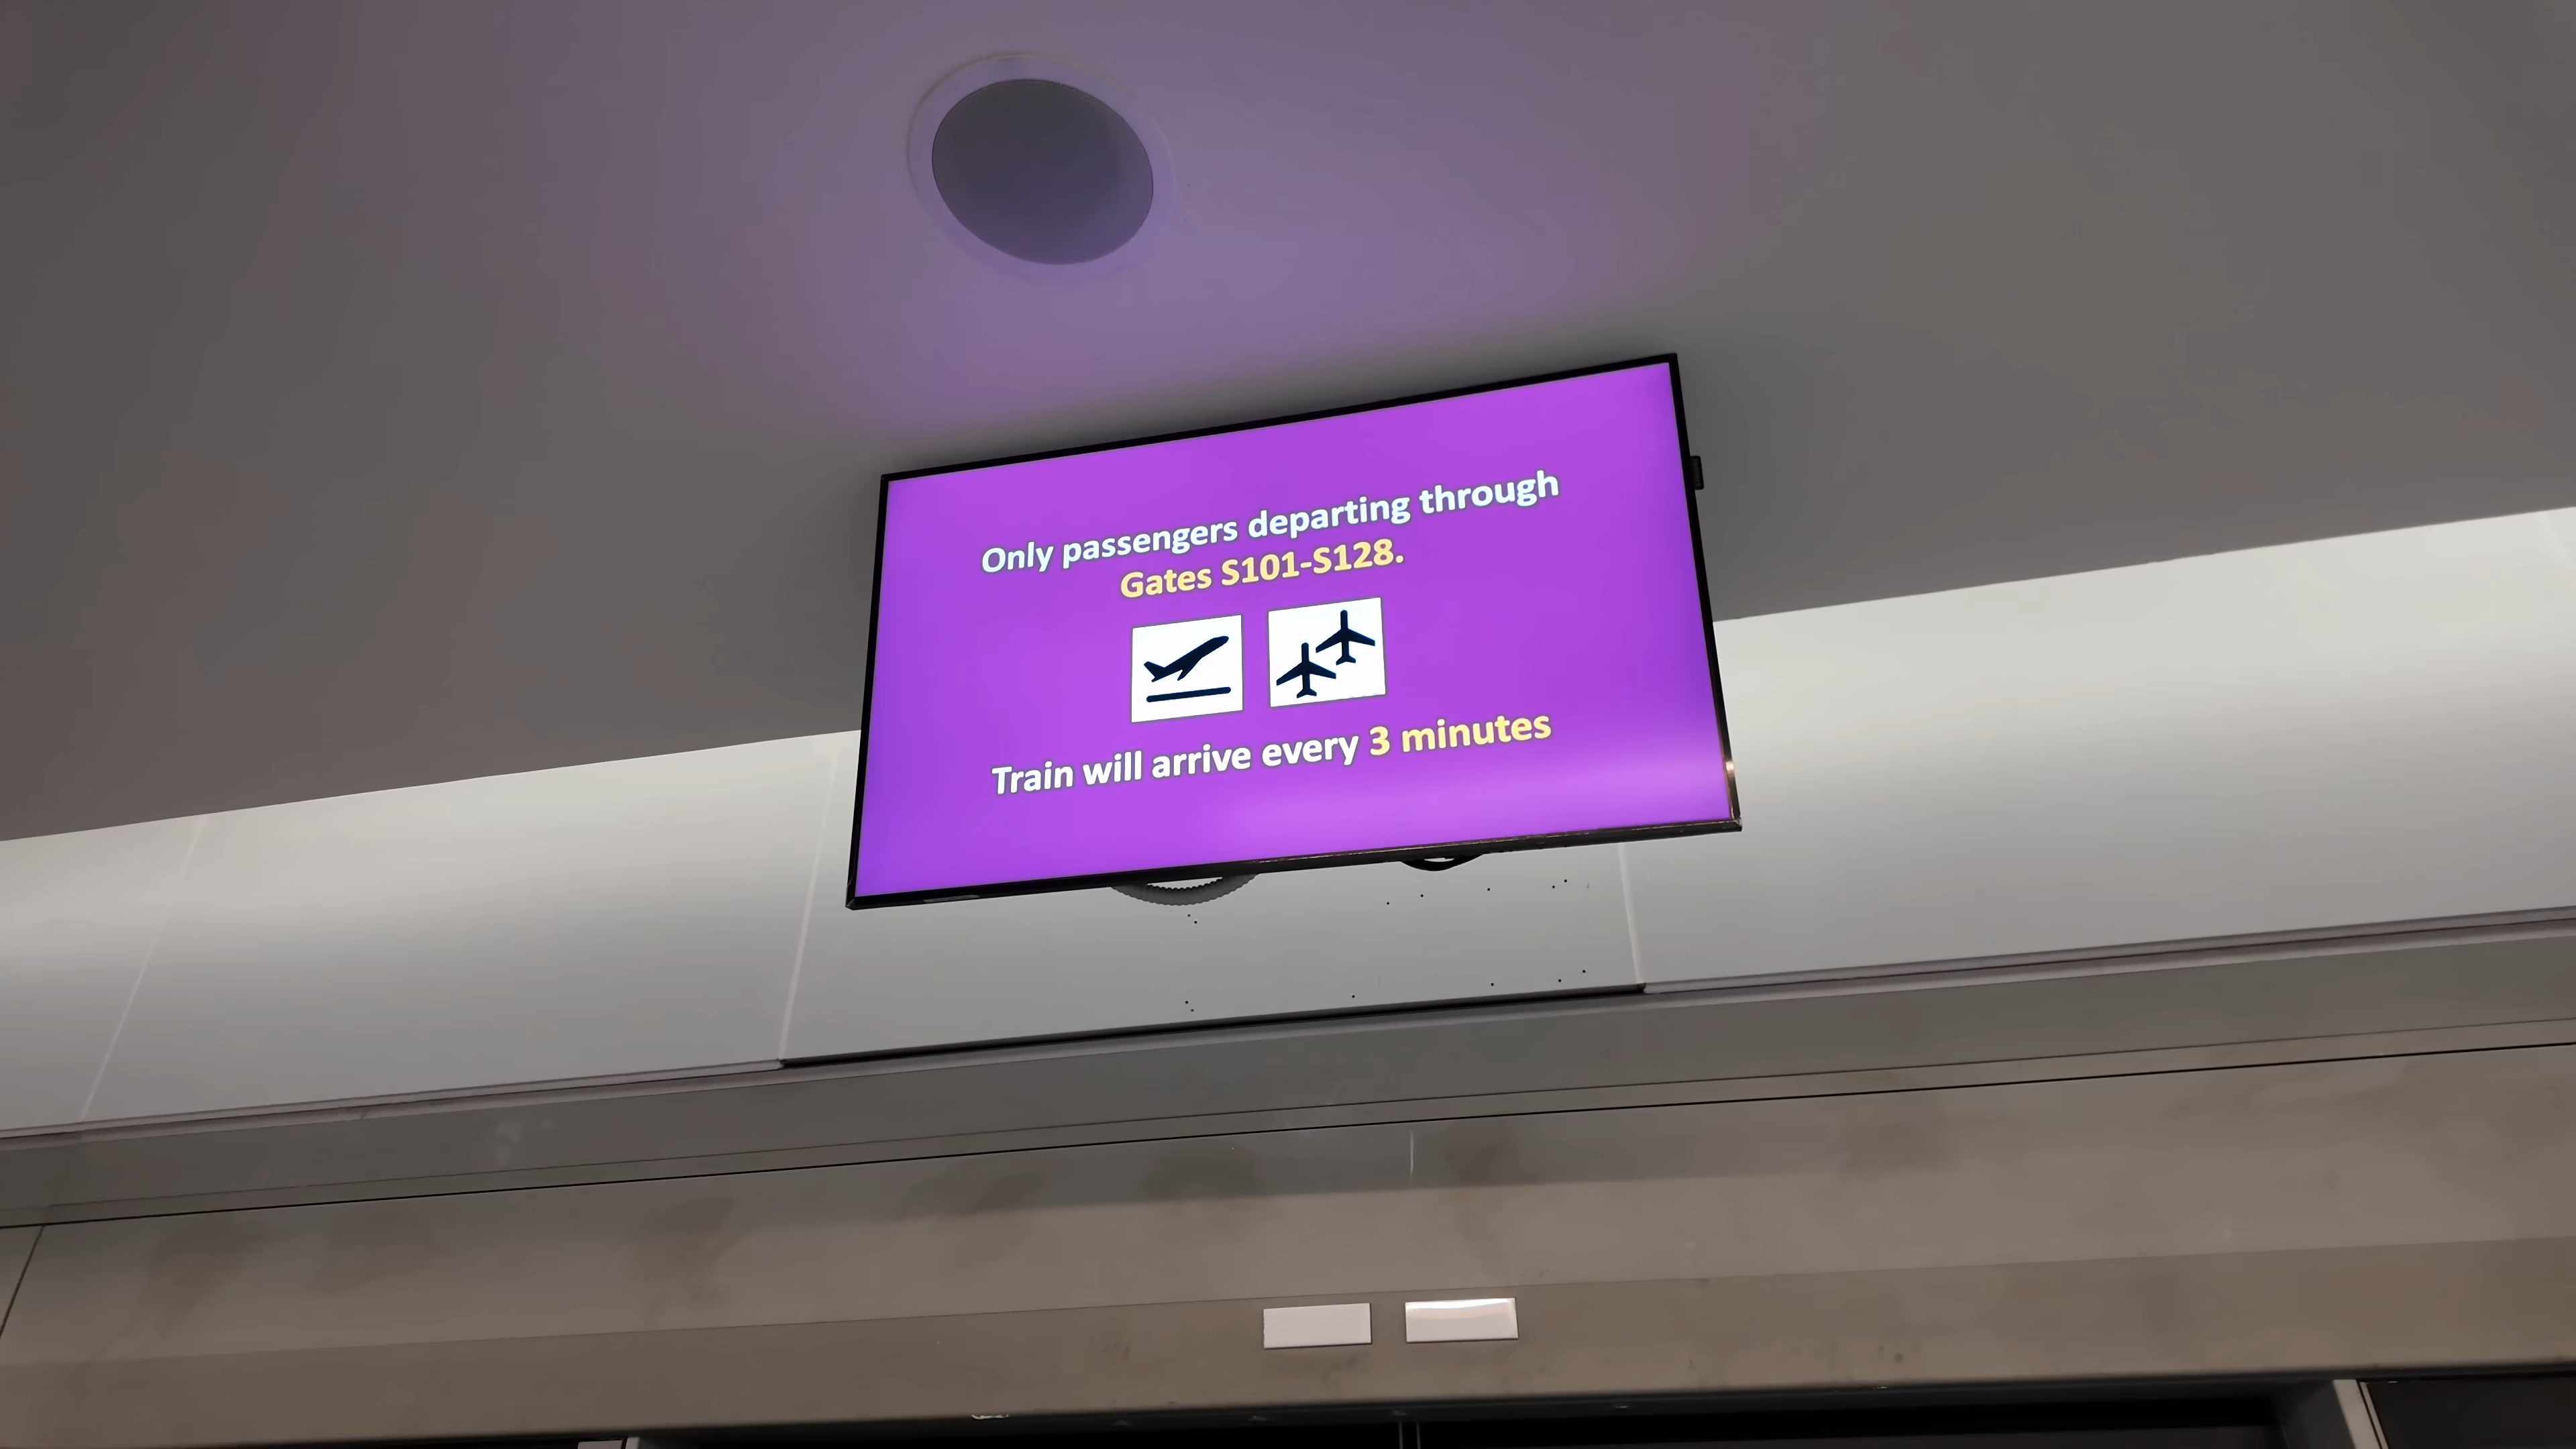 Only passengers departing through
Gates S101-S128.
Train will arrive every 3 minutes